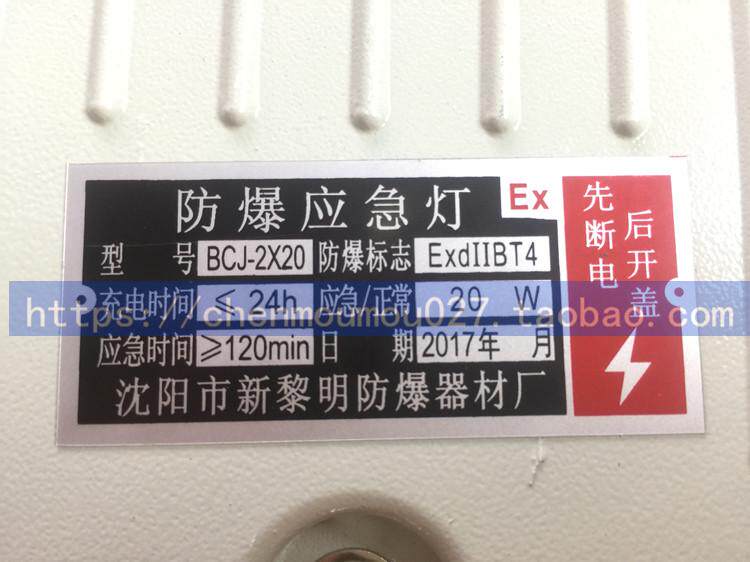 防爆应急灯 Ex
型 号 BCJ-2X20 防爆标志 ExdIIBT4
充电时间 ≤ 24h 应急/正常 20 W
应急时间 ≥120min 日 期 2017年 月
沈阳市新黎明防爆器材厂
先断电
后开盖
https://chenmoumou027.taobao.com